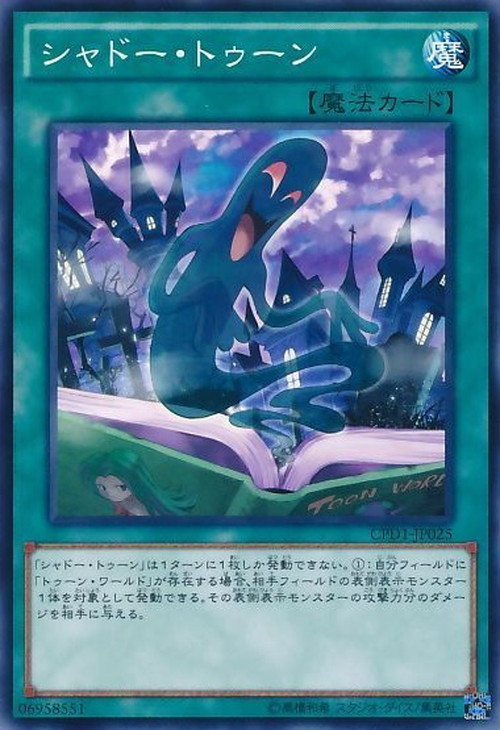 シャドー・トゥーン
魔
【魔法カード】
TOON WORL
CPD1-JP025
「シャドー・トゥーン」は1ターンに1枚しか発動できない。①:自分フィールドに
「トゥーン・ワールド」が存在する場合、相手フィールドの表側表示モンスター
1体を対象として発動できる。その表側表示モンスターの攻撃力分のダメー
ジを相手に与える。
06958551
©高橋和希 スタジオ・ダイス/集英社